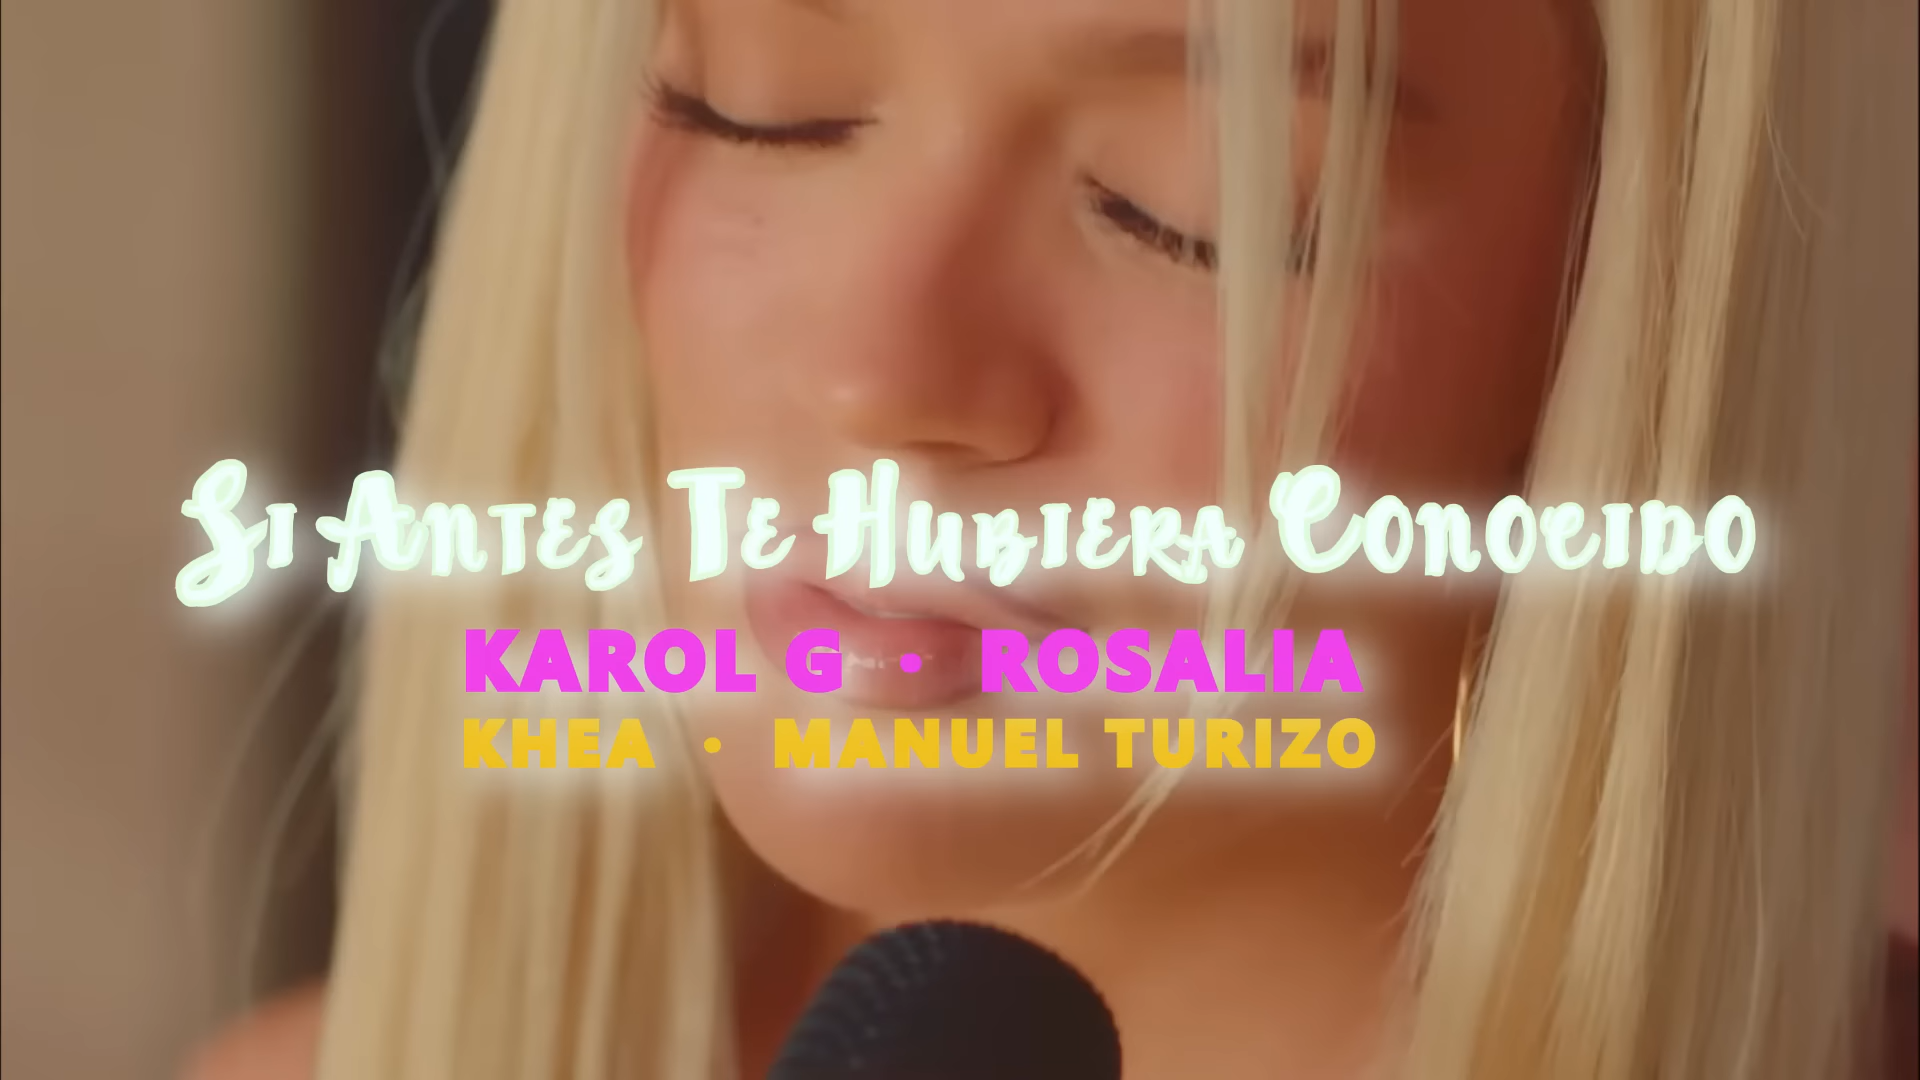 Si Antes Te Hubiera Conocido
KAROL G • ROSALIA
KHEA • MANUEL TURIZO